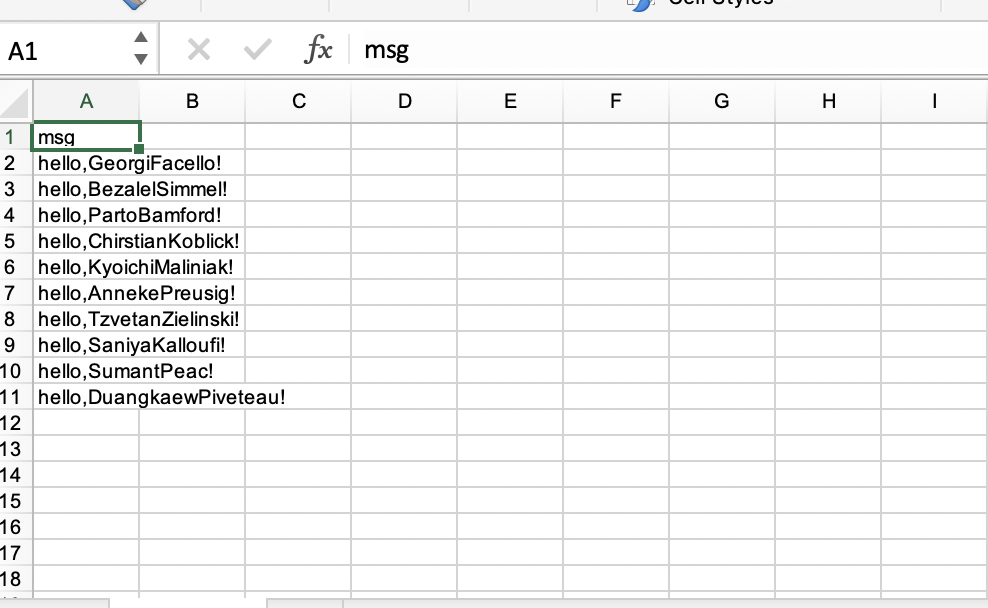 Cell Styles
A1 fx msg
A B C D E F G H I
1 msg
2 hello,GeorgiFacello!
3 hello,BezalelSimmel!
4 hello,PartoBamford!
5 hello,ChirstianKoblick!
6 hello,KyoichiMaliniak!
7 hello,AnnekePreusig!
8 hello,TzvetanZielinski!
9 hello,SaniyaKalloufi!
10 hello,SumantPeac!
11 hello,DuangkaewPiveteau!
12
13
14
15
16
17
18